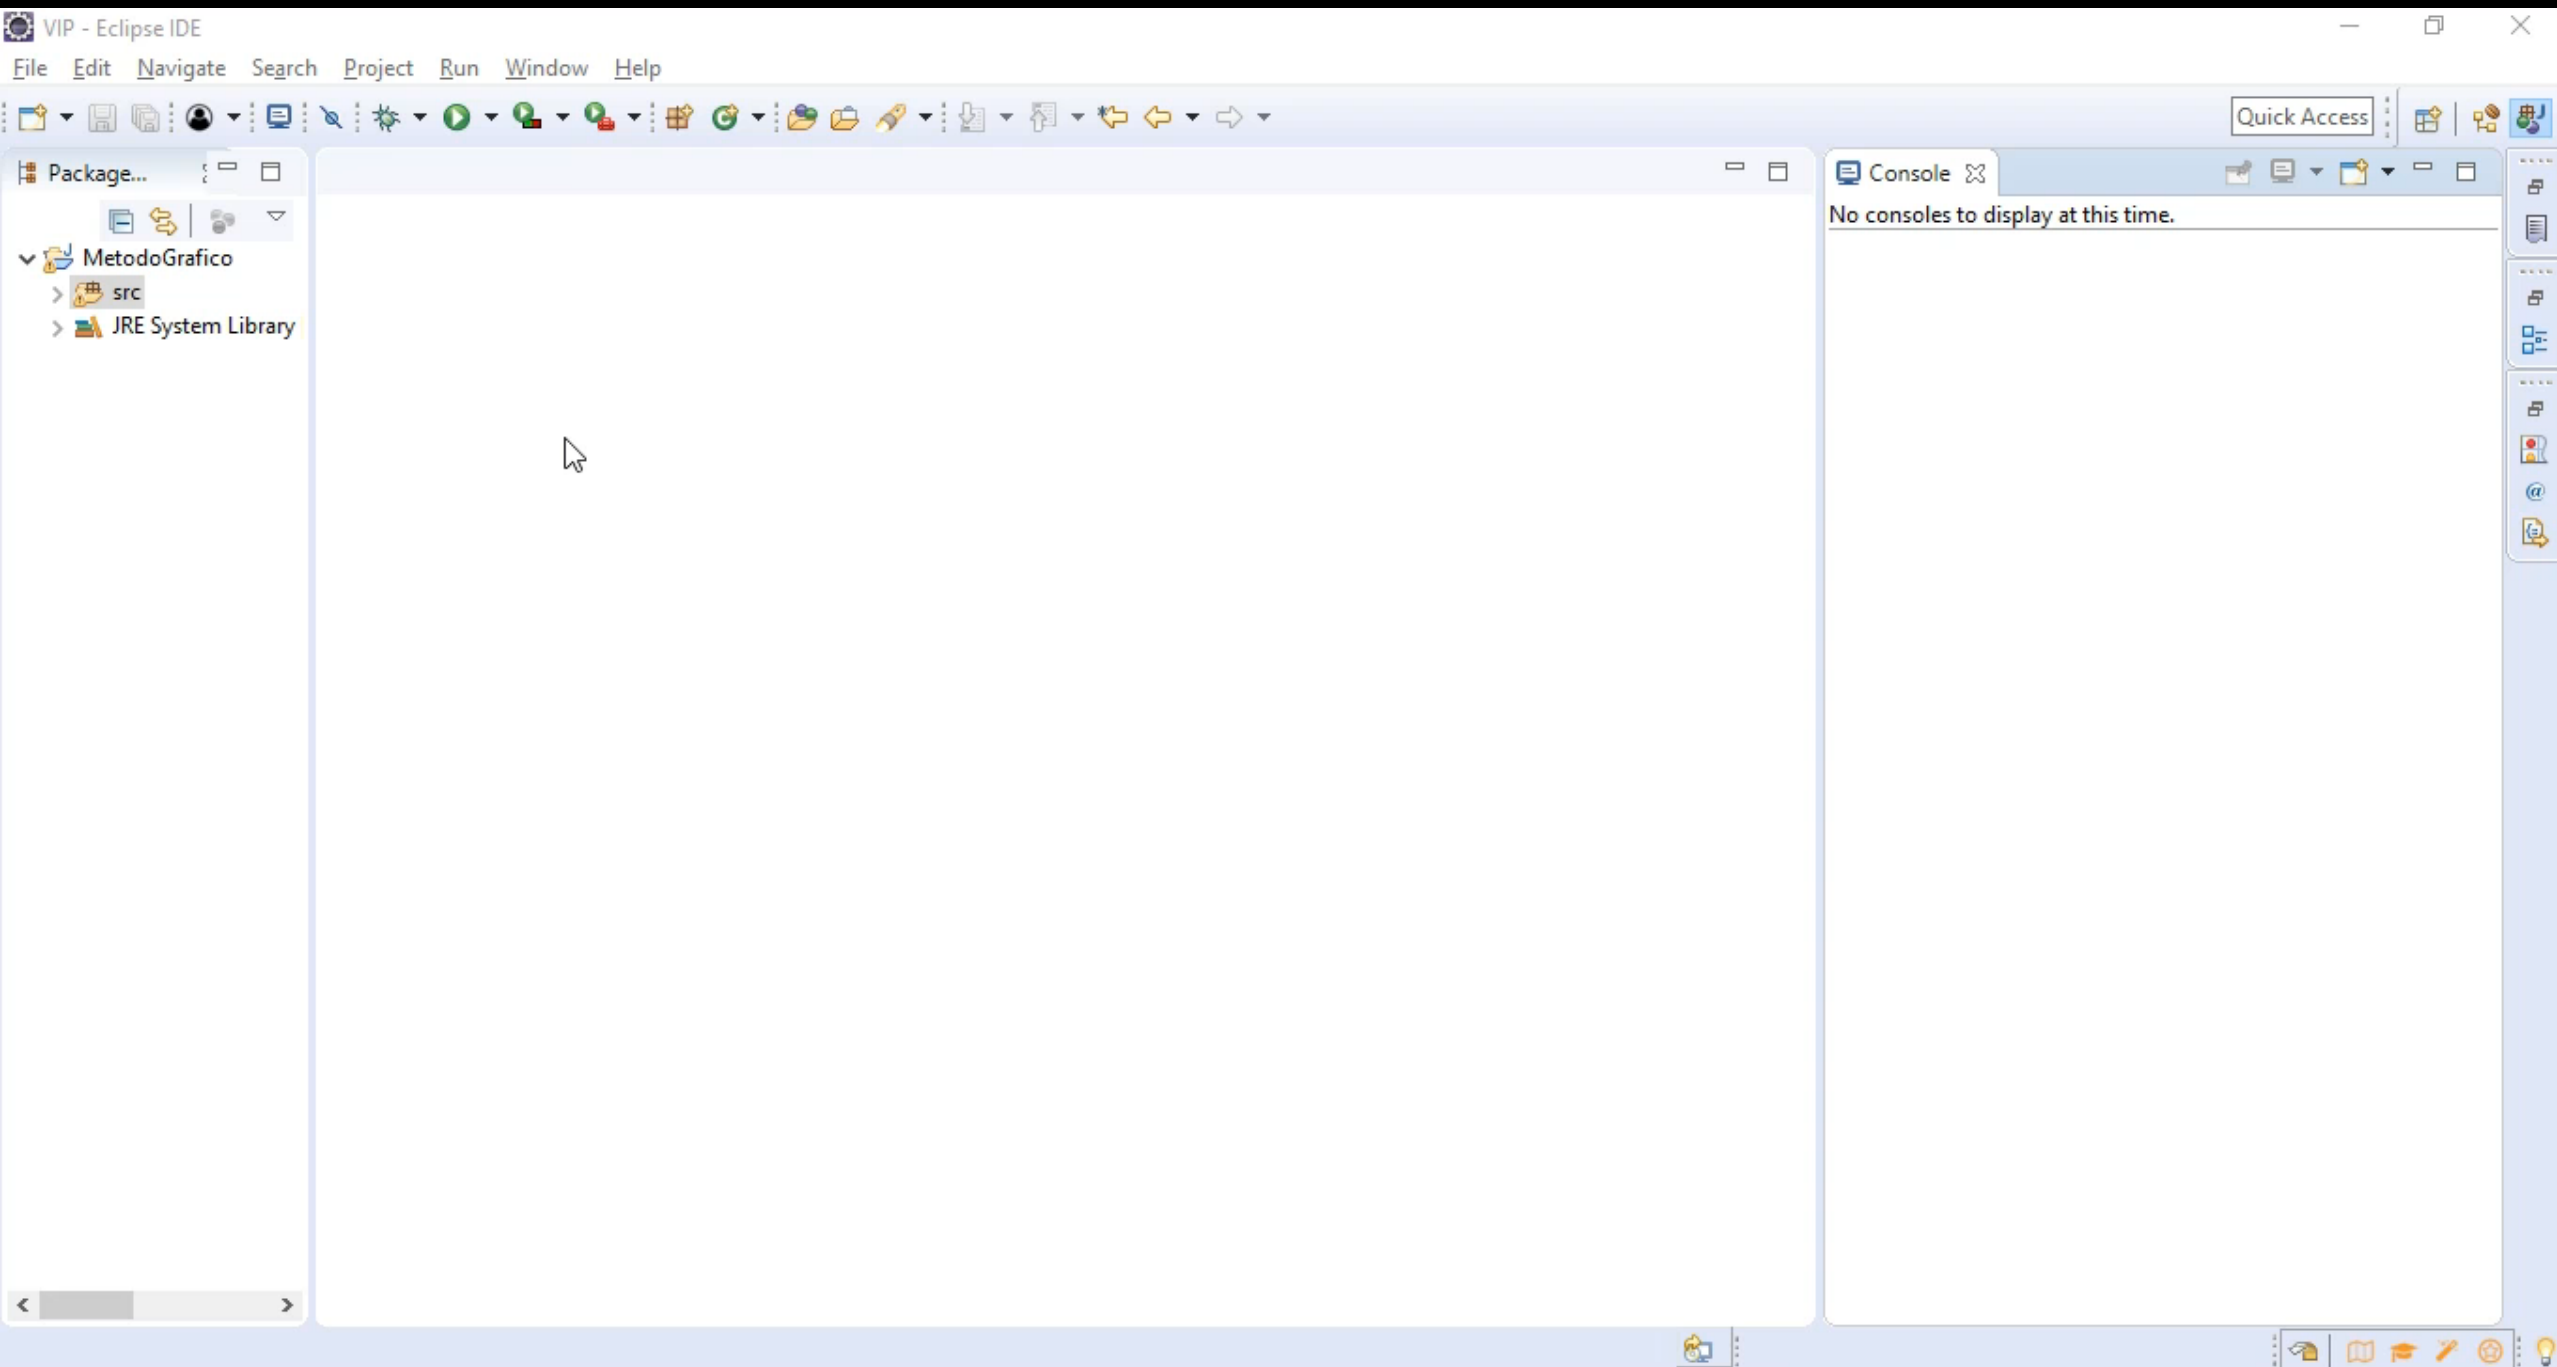 VIP - Eclipse IDE
File Edit Navigate Search Project Run Window Help
Quick Access
Package...
Console
No consoles to display at this time.
MetodoGrafico
src
JRE System Library